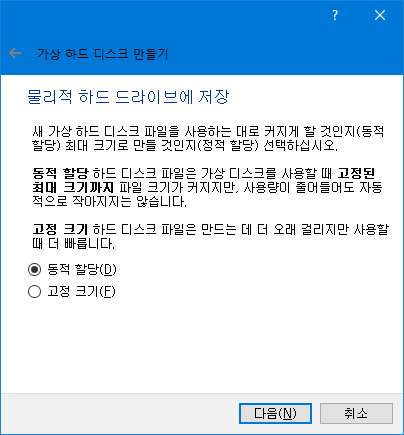 ?
가상 하드 디스크 만들기
물리적 하드 드라이브에 저장
새 가상 하드 디스크 파일을 사용하는 대로 커지게 할 것인지(동적
할당) 최대 크기로 만들 것인지(정적 할당) 선택하십시오.
동적 할당 하드 디스크 파일은 가상 디스크를 사용할 때 고정된
최대 크기까지 파일 크기가 커지지만, 사용량이 줄어들어도 자동
적으로 작아지지는 않습니다.
고정 크기 하드 디스크 파일은 만드는 데 더 오래 걸리지만 사용할
때 더 빠릅니다.
동적 할당(D)
고정 크기(F)
다음(N) 취소